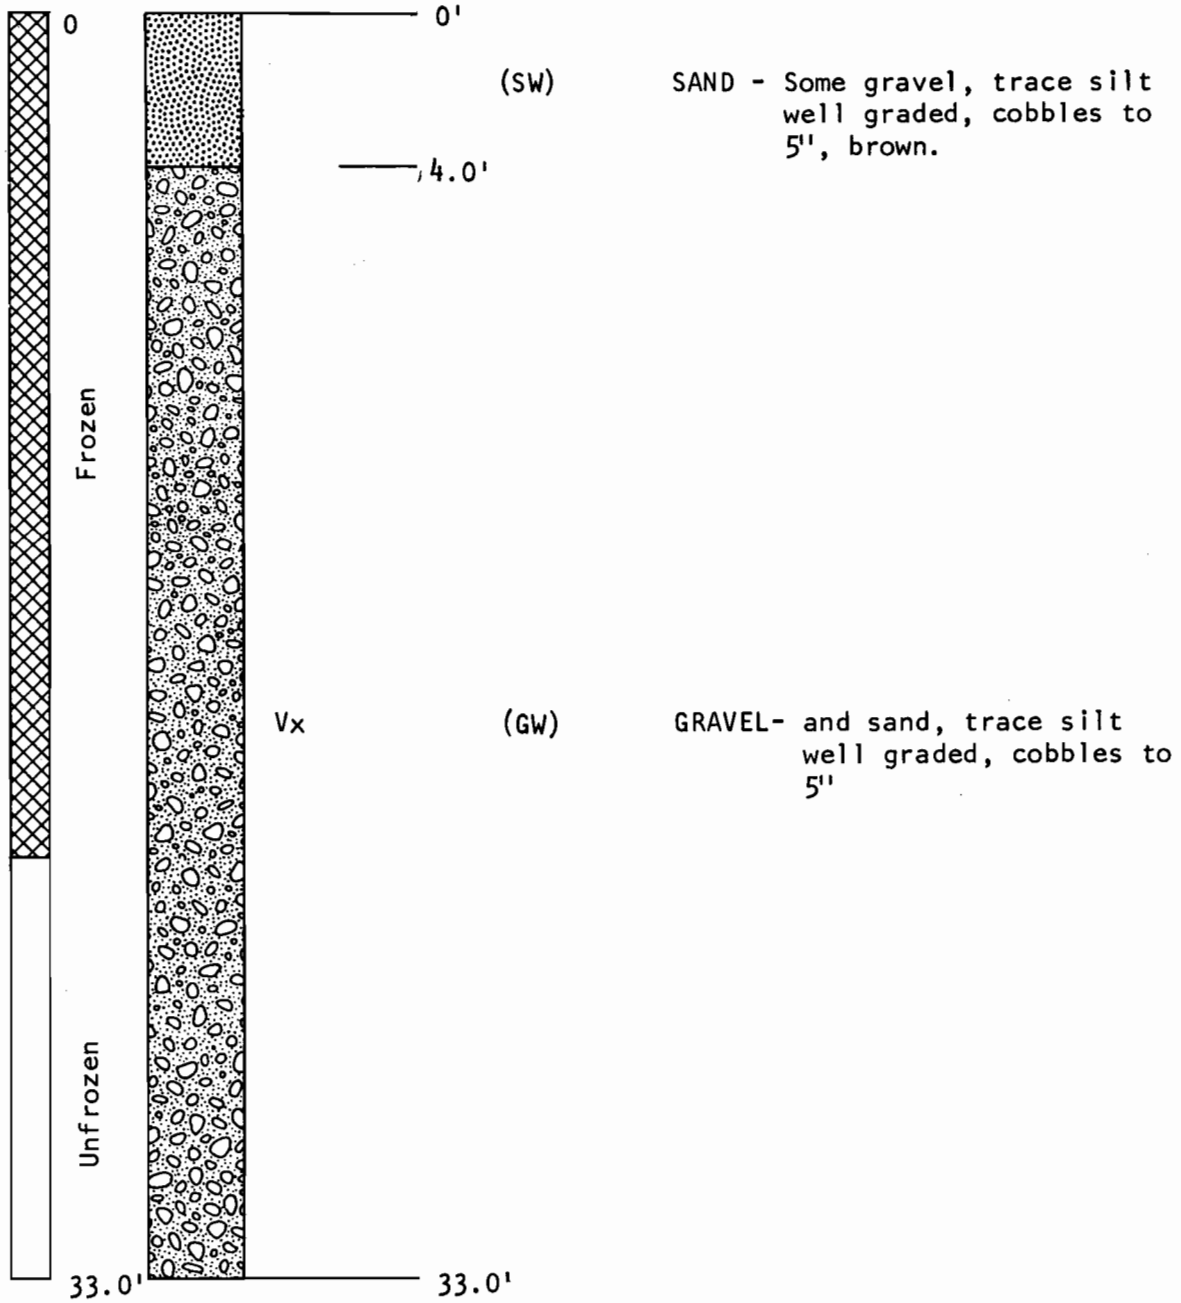 0
0'
(SW)
SAND - Some gravel, trace silt
well graded, cobbles to
5", brown.
4.0'
Frozen
Vx
(GW)
GRAVEL- and sand, trace silt
well graded, cobbles to
5"
Unfrozen
33.0'
33.0'